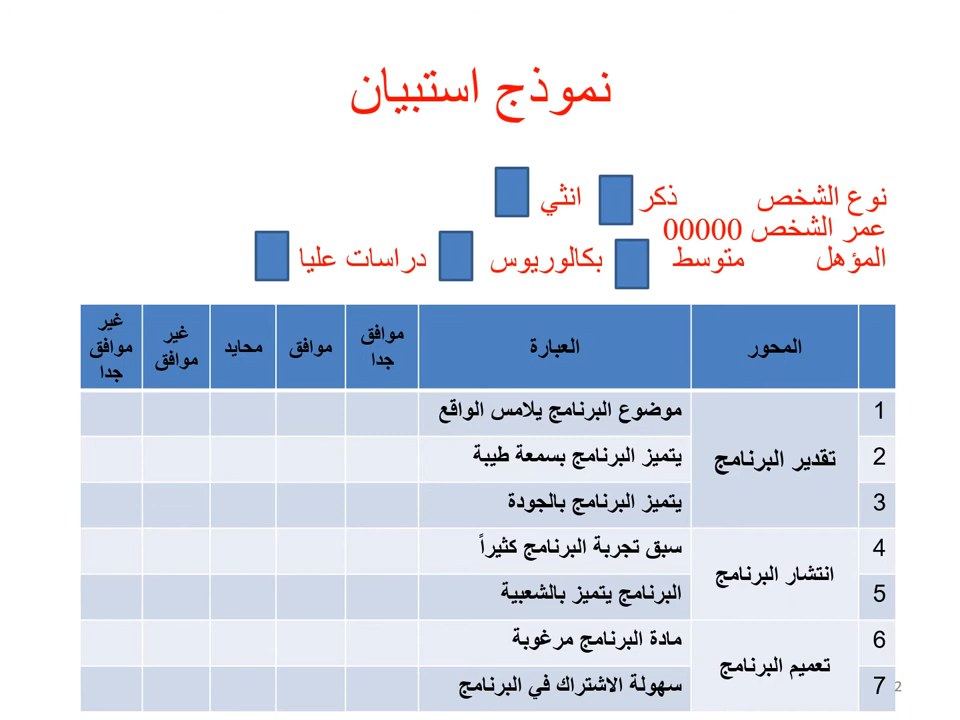 نموذج استبيان
نوع الشخص ذكر انثي
عمر الشخص 00000
المؤهل متوسط بكالوريوس دراسات عليا
المحور العبارة موافق جدا موافق محايد غير موافق غير موافق جدا
1 تقدير البرنامج موضوع البرنامج يلامس الواقع
2 يتميز البرنامج بسمعة طيبة
3 يتميز البرنامج بالجودة
4 انتشار البرنامج سبق تجربة البرنامج كثيراً
5 البرنامج يتميز بالشعبية
6 تعميم البرنامج مادة البرنامج مرغوبة
7 سهولة الاشتراك في البرنامج
2